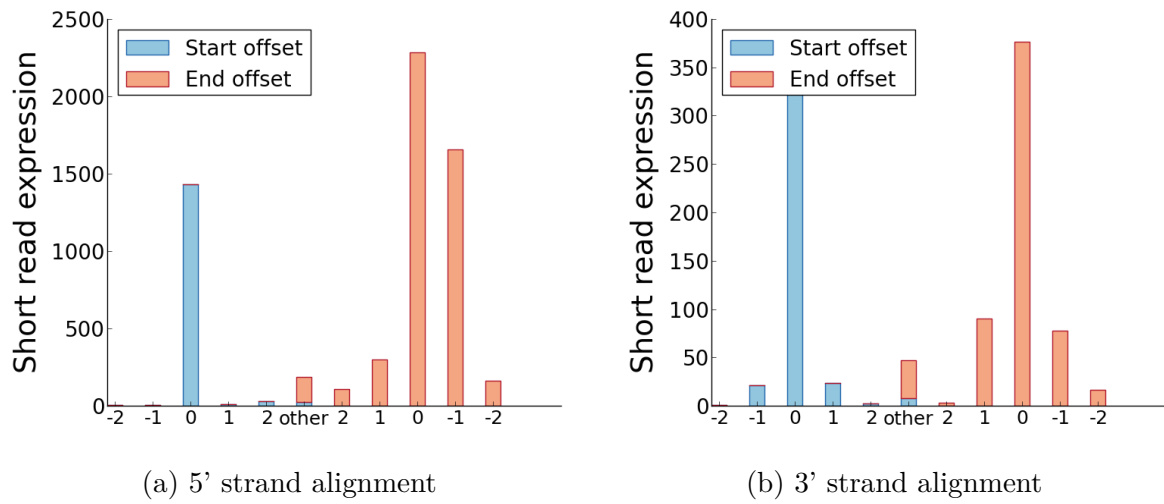 2500
2000
1500
1000
500
0
Short read expression
Start offset
End offset
-2 -1 0 1 2 other 2 1 0 -1 -2
(a) 5' strand alignment
400
350
300
250
200
150
100
50
0
Short read expression
Start offset
End offset
-2 -1 0 1 2 other 2 1 0 -1 -2
(b) 3' strand alignment